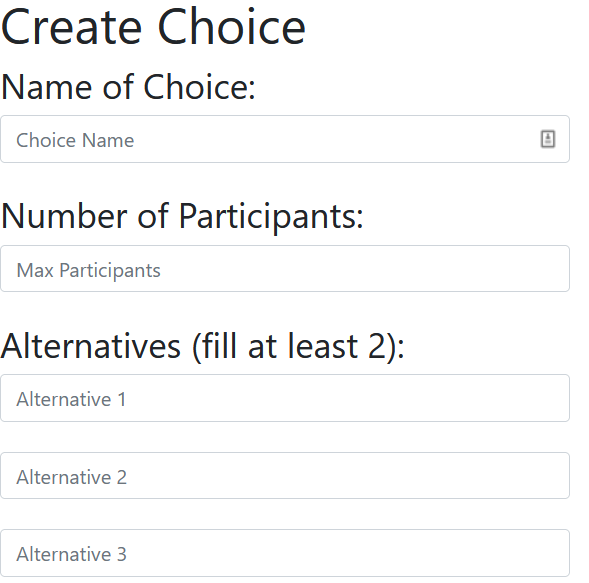 Create Choice
Name of Choice:
Choice Name
Number of Participants:
Max Participants
Alternatives (fill at least 2):
Alternative 1
Alternative 2
Alternative 3